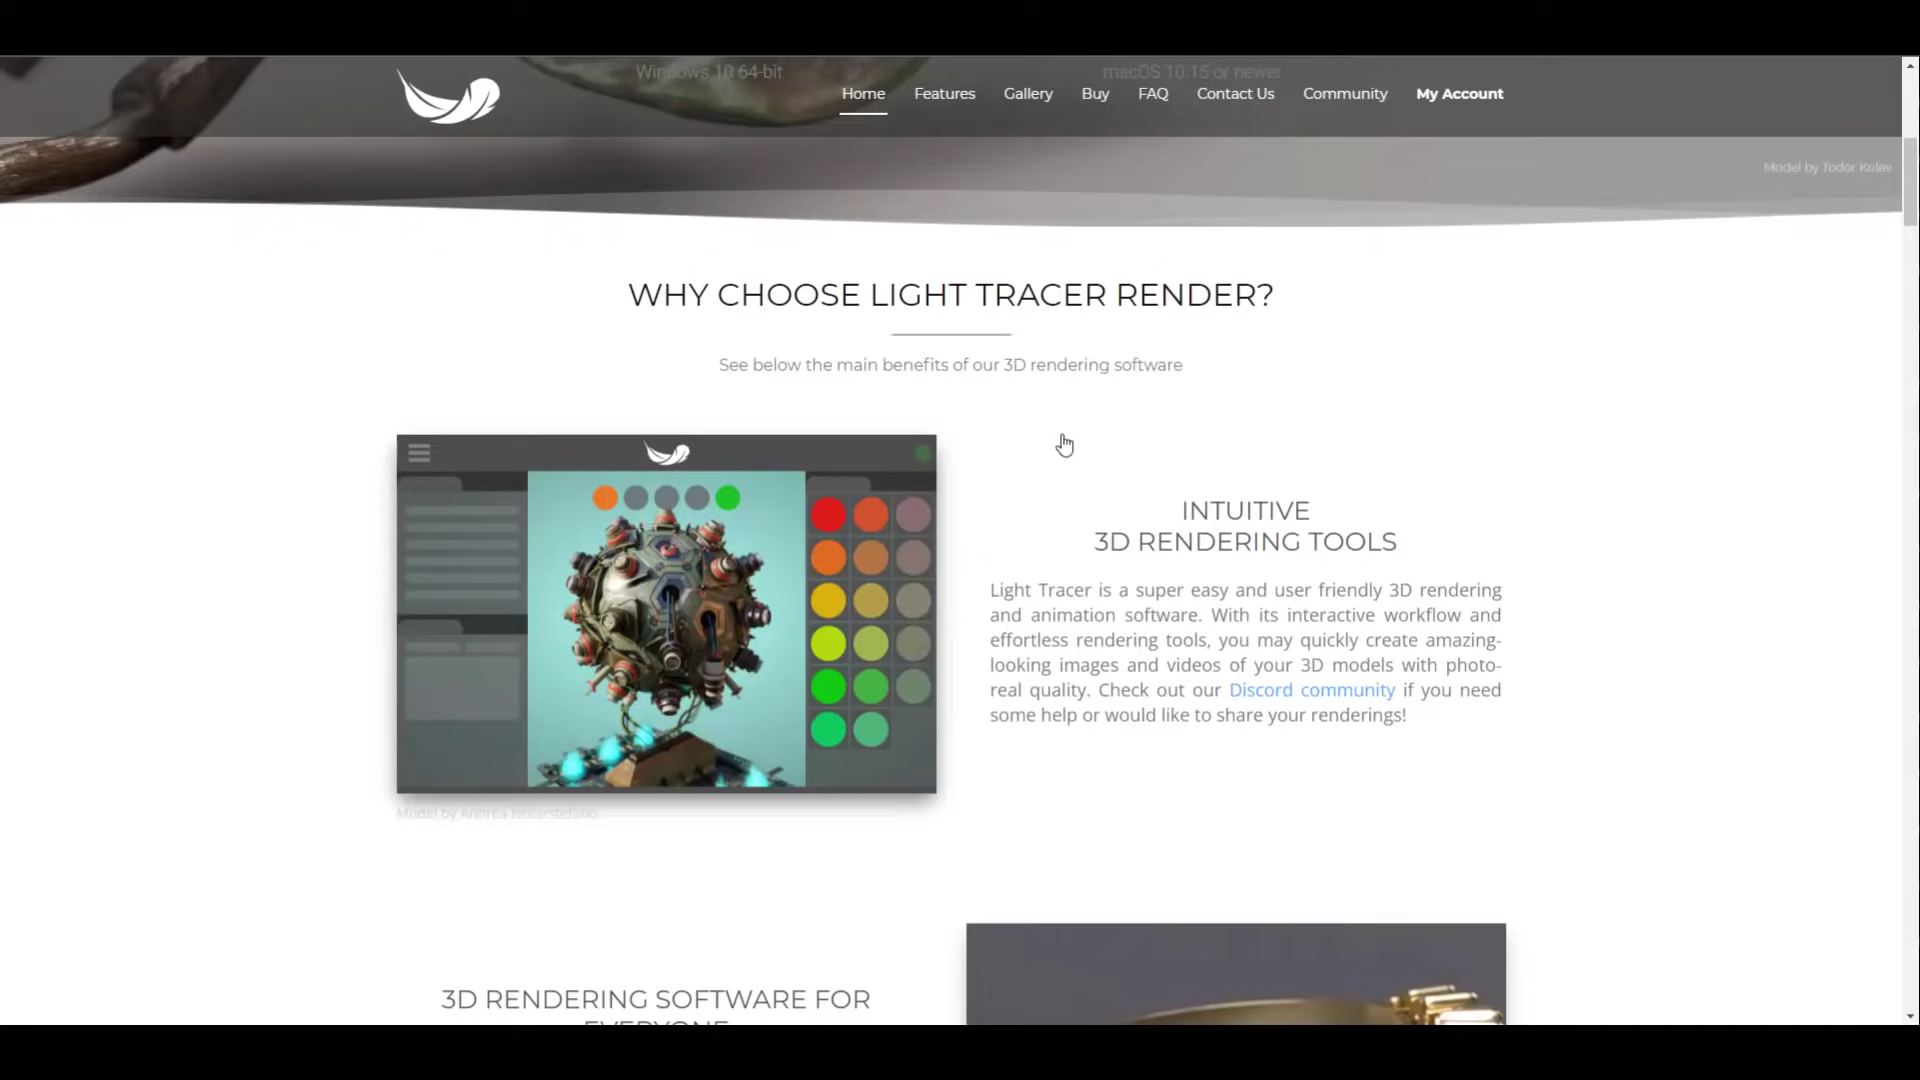 Windows 10 64-bit
macOS 10.15 or newer
Home
Features
Gallery
Buy
FAQ
Contact Us
Community
My Account
Model by Todor Kolev
WHY CHOOSE LIGHT TRACER RENDER?
See below the main benefits of our 3D rendering software
INTUITIVE
3D RENDERING TOOLS
Light Tracer is a super easy and user friendly 3D rendering
and animation software. With its interactive workflow and
effortless rendering tools, you may quickly create amazing-
looking images and videos of your 3D models with photo-
real quality. Check out our Discord community if you need
some help or would like to share your renderings!
Model by Andrea Notarstefano
3D RENDERING SOFTWARE FOR
EVERYONE